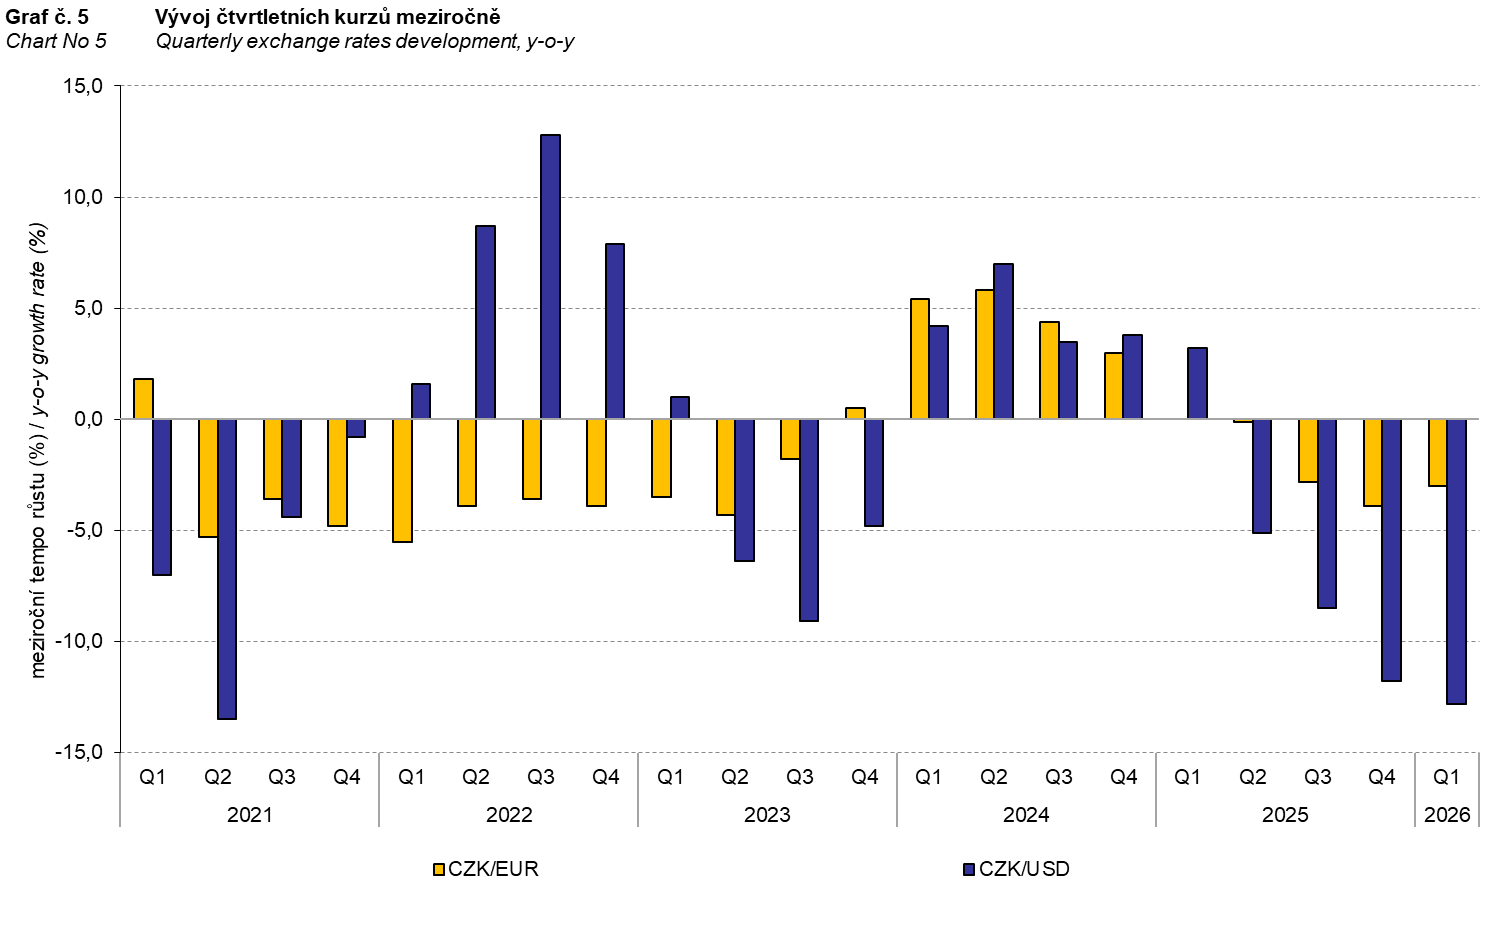 Graf č. 5 Vývoj čtvrtletních kurzů meziročně
Chart No 5 Quarterly exchange rates development, y-o-y
meziroční tempo růstu (%) / y-o-y growth rate (%)
15,0
10,0
5,0
0,0
-5,0
-10,0
-15,0
Q1 Q2 Q3 Q4 Q1 Q2 Q3 Q4 Q1 Q2 Q3 Q4 Q1 Q2 Q3 Q4 Q1 Q2 Q3 Q4 Q1
2021 2022 2023 2024 2025 2026
CZK/EUR CZK/USD